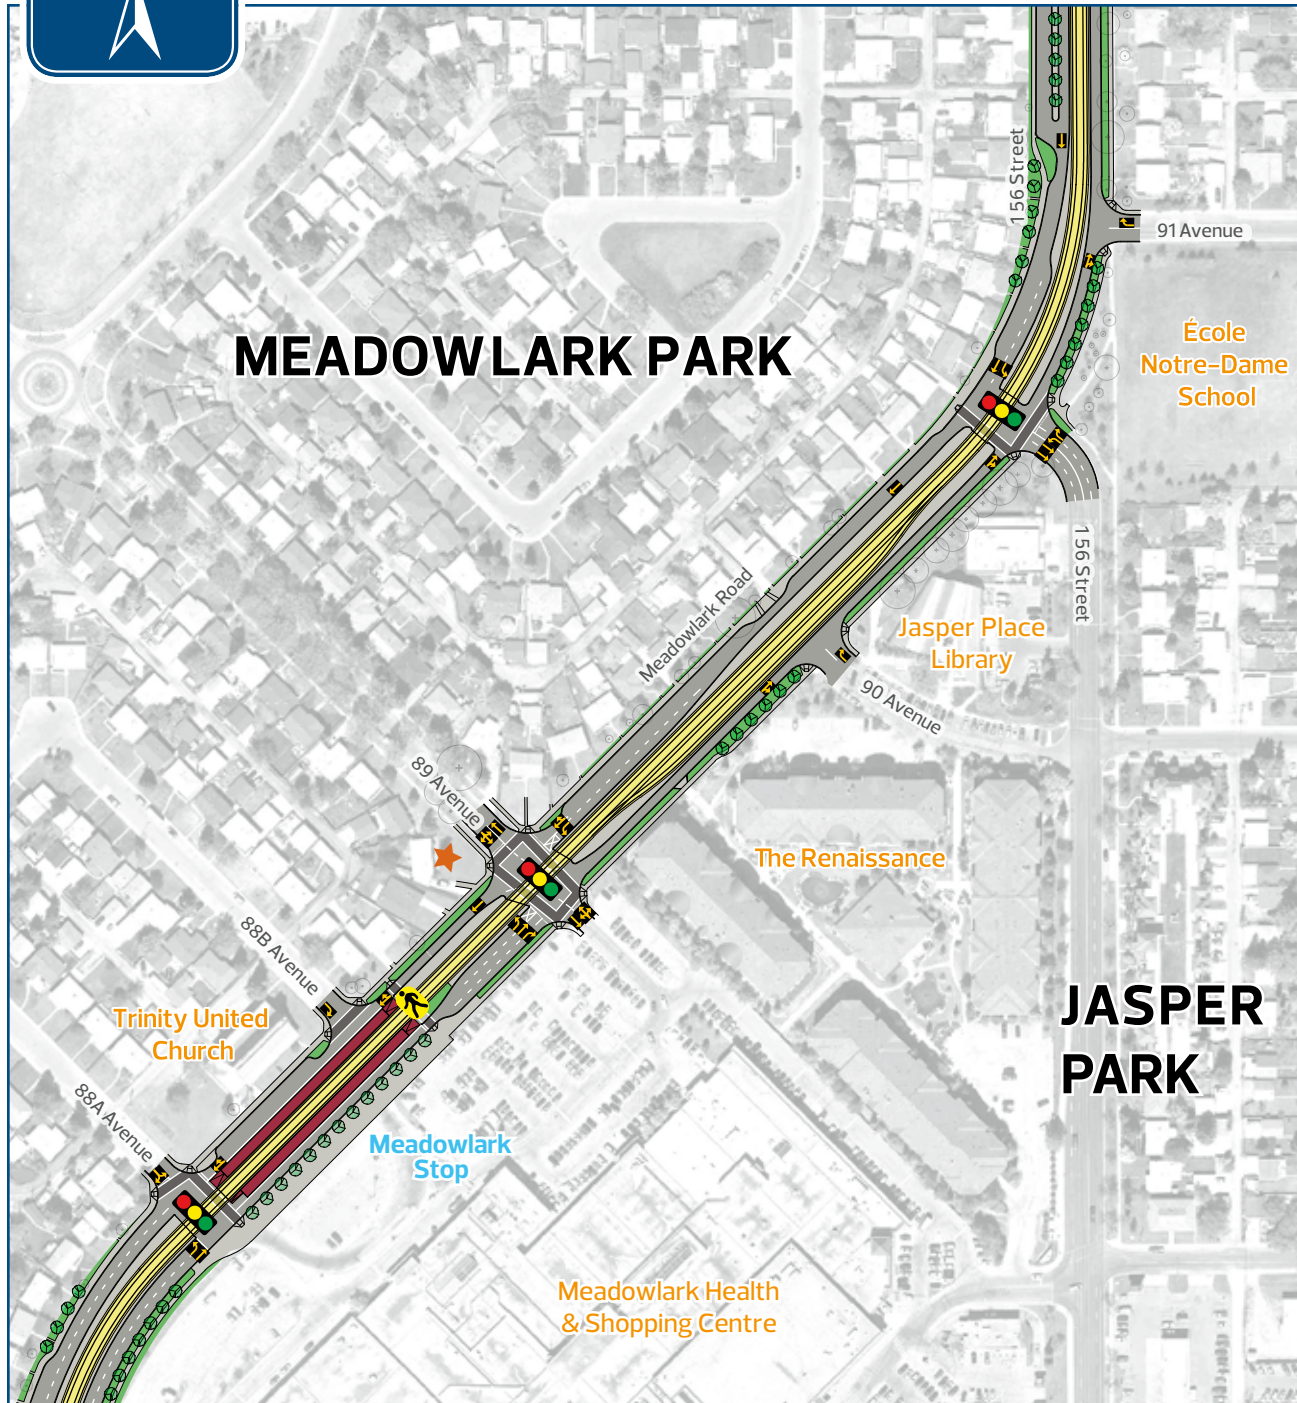 156 Street
91 Avenue
École
Notre-Dame
School
MEADOWLARK PARK
156 Street
Meadowlark Road
Jasper Place
Library
90 Avenue
89 Avenue
The Renaissance
88B Avenue
JASPER
PARK
Trinity United
Church
88A Avenue
Meadowlark
Stop
Meadowlark Health
& Shopping Centre